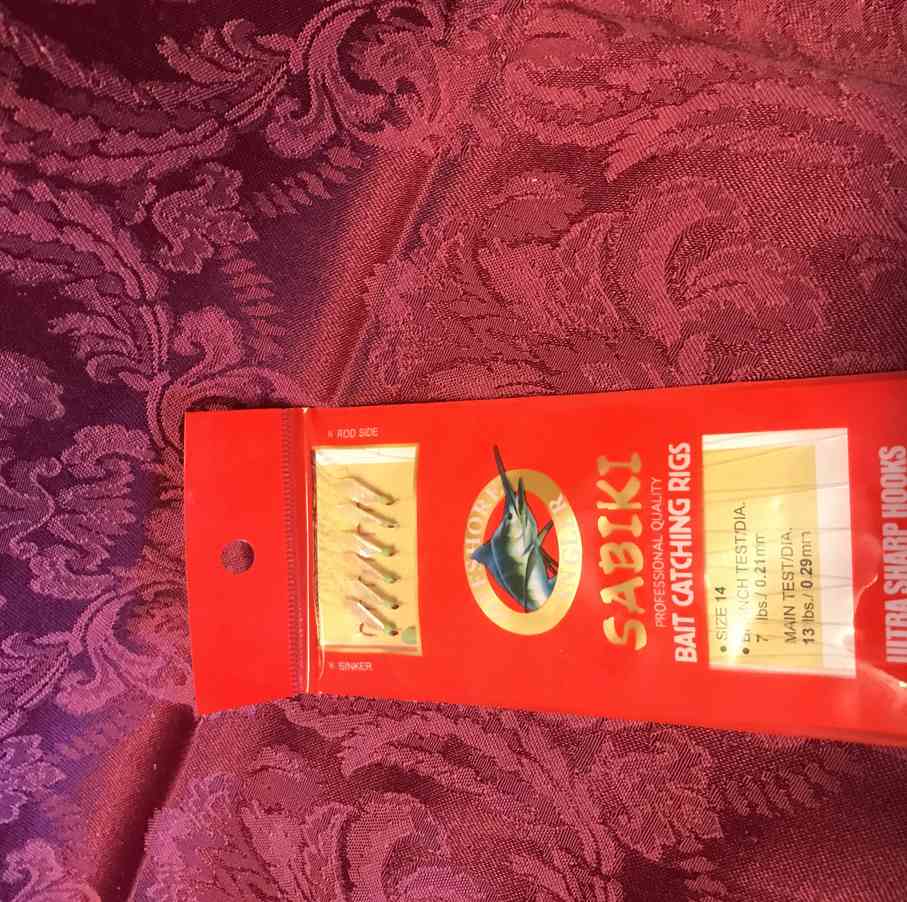 × ROD SIDE
× SINKER
ANGLER
SABIKI
PROFESSIONAL QUALITY
BAIT CATCHING RIGS
• SIZE 14
• NCH TEST/DIA.
7 lbs./ 0.21mm
MAIN TEST/DIA.
13 lbs./ 0.29mm
ULTRA SHARP HOOKS